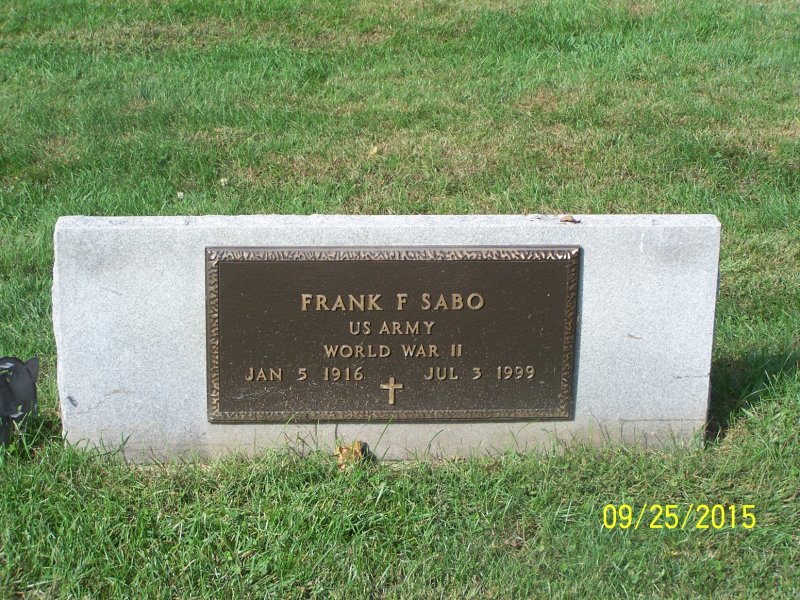 FRANK F SABO
US ARMY
WORLD WAR II
JAN 5 1916 JUL 3 1999
09/25/2015